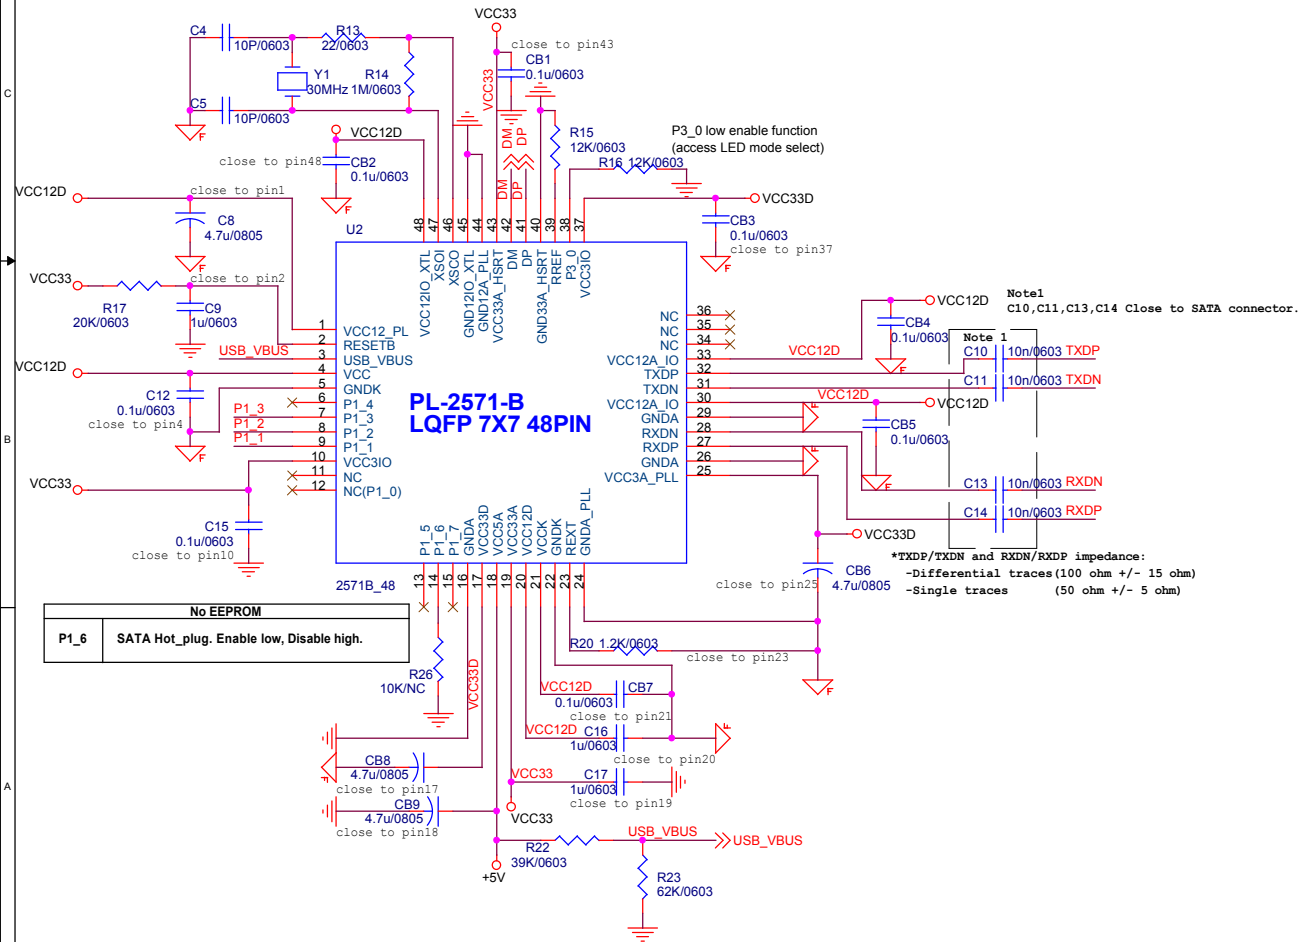 VCC33
C4
10P/0603
R13
22/0603
close to pin43
CB1
0.1u/0603
C
Y1
30MHz
R14
1M/0603
VCC33
C5
10P/0603
F
VCC12D
DM
DP
R15
12K/0603
P3_0 low enable function
(access LED mode select)
close to pin48
CB2
0.1u/0603
F
R16 12K/0603
DM
DP
VCC12D
close to pin1
C8
4.7u/0805
F
VCC33D
CB3
0.1u/0603
close to pin37
F
U2
48
47
46
45
44
43
42
41
40
39
38
37
VCC12IO_XTL
XSOI
XSCO
GND12IO_XTL
GND12A_PLL
VCC33A_HSRT
DM
DP
GND33A_HSRT
RREF
P3_0
VCC3IO
VCC33
R17
20K/0603
close to pin2
C9
1u/0603
1 VCC12_PL
2 RESETB
USB_VBUS 3 USB_VBUS
VCC12D
4 VCC
5 GNDK
6 P1_4
P1_3 7 P1_3
P1_2 8 P1_2
P1_1 9 P1_1
10 VCC3IO
11 NC
12 NC(P1_0)
C12
0.1u/0603
close to pin4
F
VCC33
C15
0.1u/0603
close to pin10
PL-2571-B
LQFP 7X7 48PIN
NC 36
NC 35
NC 34
VCC12A_IO 33
TXDP 32
TXDN 31
VCC12A_IO 30
GNDA 29
RXDN 28
RXDP 27
GNDA 26
VCC3A_PLL 25
VCC12D
VCC12D
CB4
0.1u/0603
F
Note1
C10,C11,C13,C14 Close to SATA connector.
Note 1
C10 10n/0603 TXDP
C11 10n/0603 TXDN
VCC12D
VCC12D
F
CB5
0.1u/0603
F
F
C13 10n/0603 RXDN
C14 10n/0603 RXDP
VCC33D
*TXDP/TXDN and RXDN/RXDP impedance:
-Differential traces(100 ohm +/- 15 ohm)
-Single traces (50 ohm +/- 5 ohm)
CB6
4.7u/0805
close to pin25
B
P1_5
P1_6
P1_7
GNDA
VCC33D
VCC5A
VCC33A
VCC12D
VCCK
GNDK
REXT
GNDA_PLL
2571B_48
13
14
15
16
17
18
19
20
21
22
23
24
No EEPROM
P1_6 SATA Hot_plug. Enable low, Disable high.
R20 1.2K/0603
close to pin23
F
R26
10K/NC
VCC33D
VCC12D
CB7
0.1u/0603
close to pin21
VCC12D
C16
1u/0603
close to pin20
F
CB8
4.7u/0805
close to pin17
F
VCC33
C17
1u/0603
close to pin19
A
CB9
4.7u/0805
close to pin18
VCC33
USB_VBUS
USB_VBUS
R22
39K/0603
+5V
R23
62K/0603